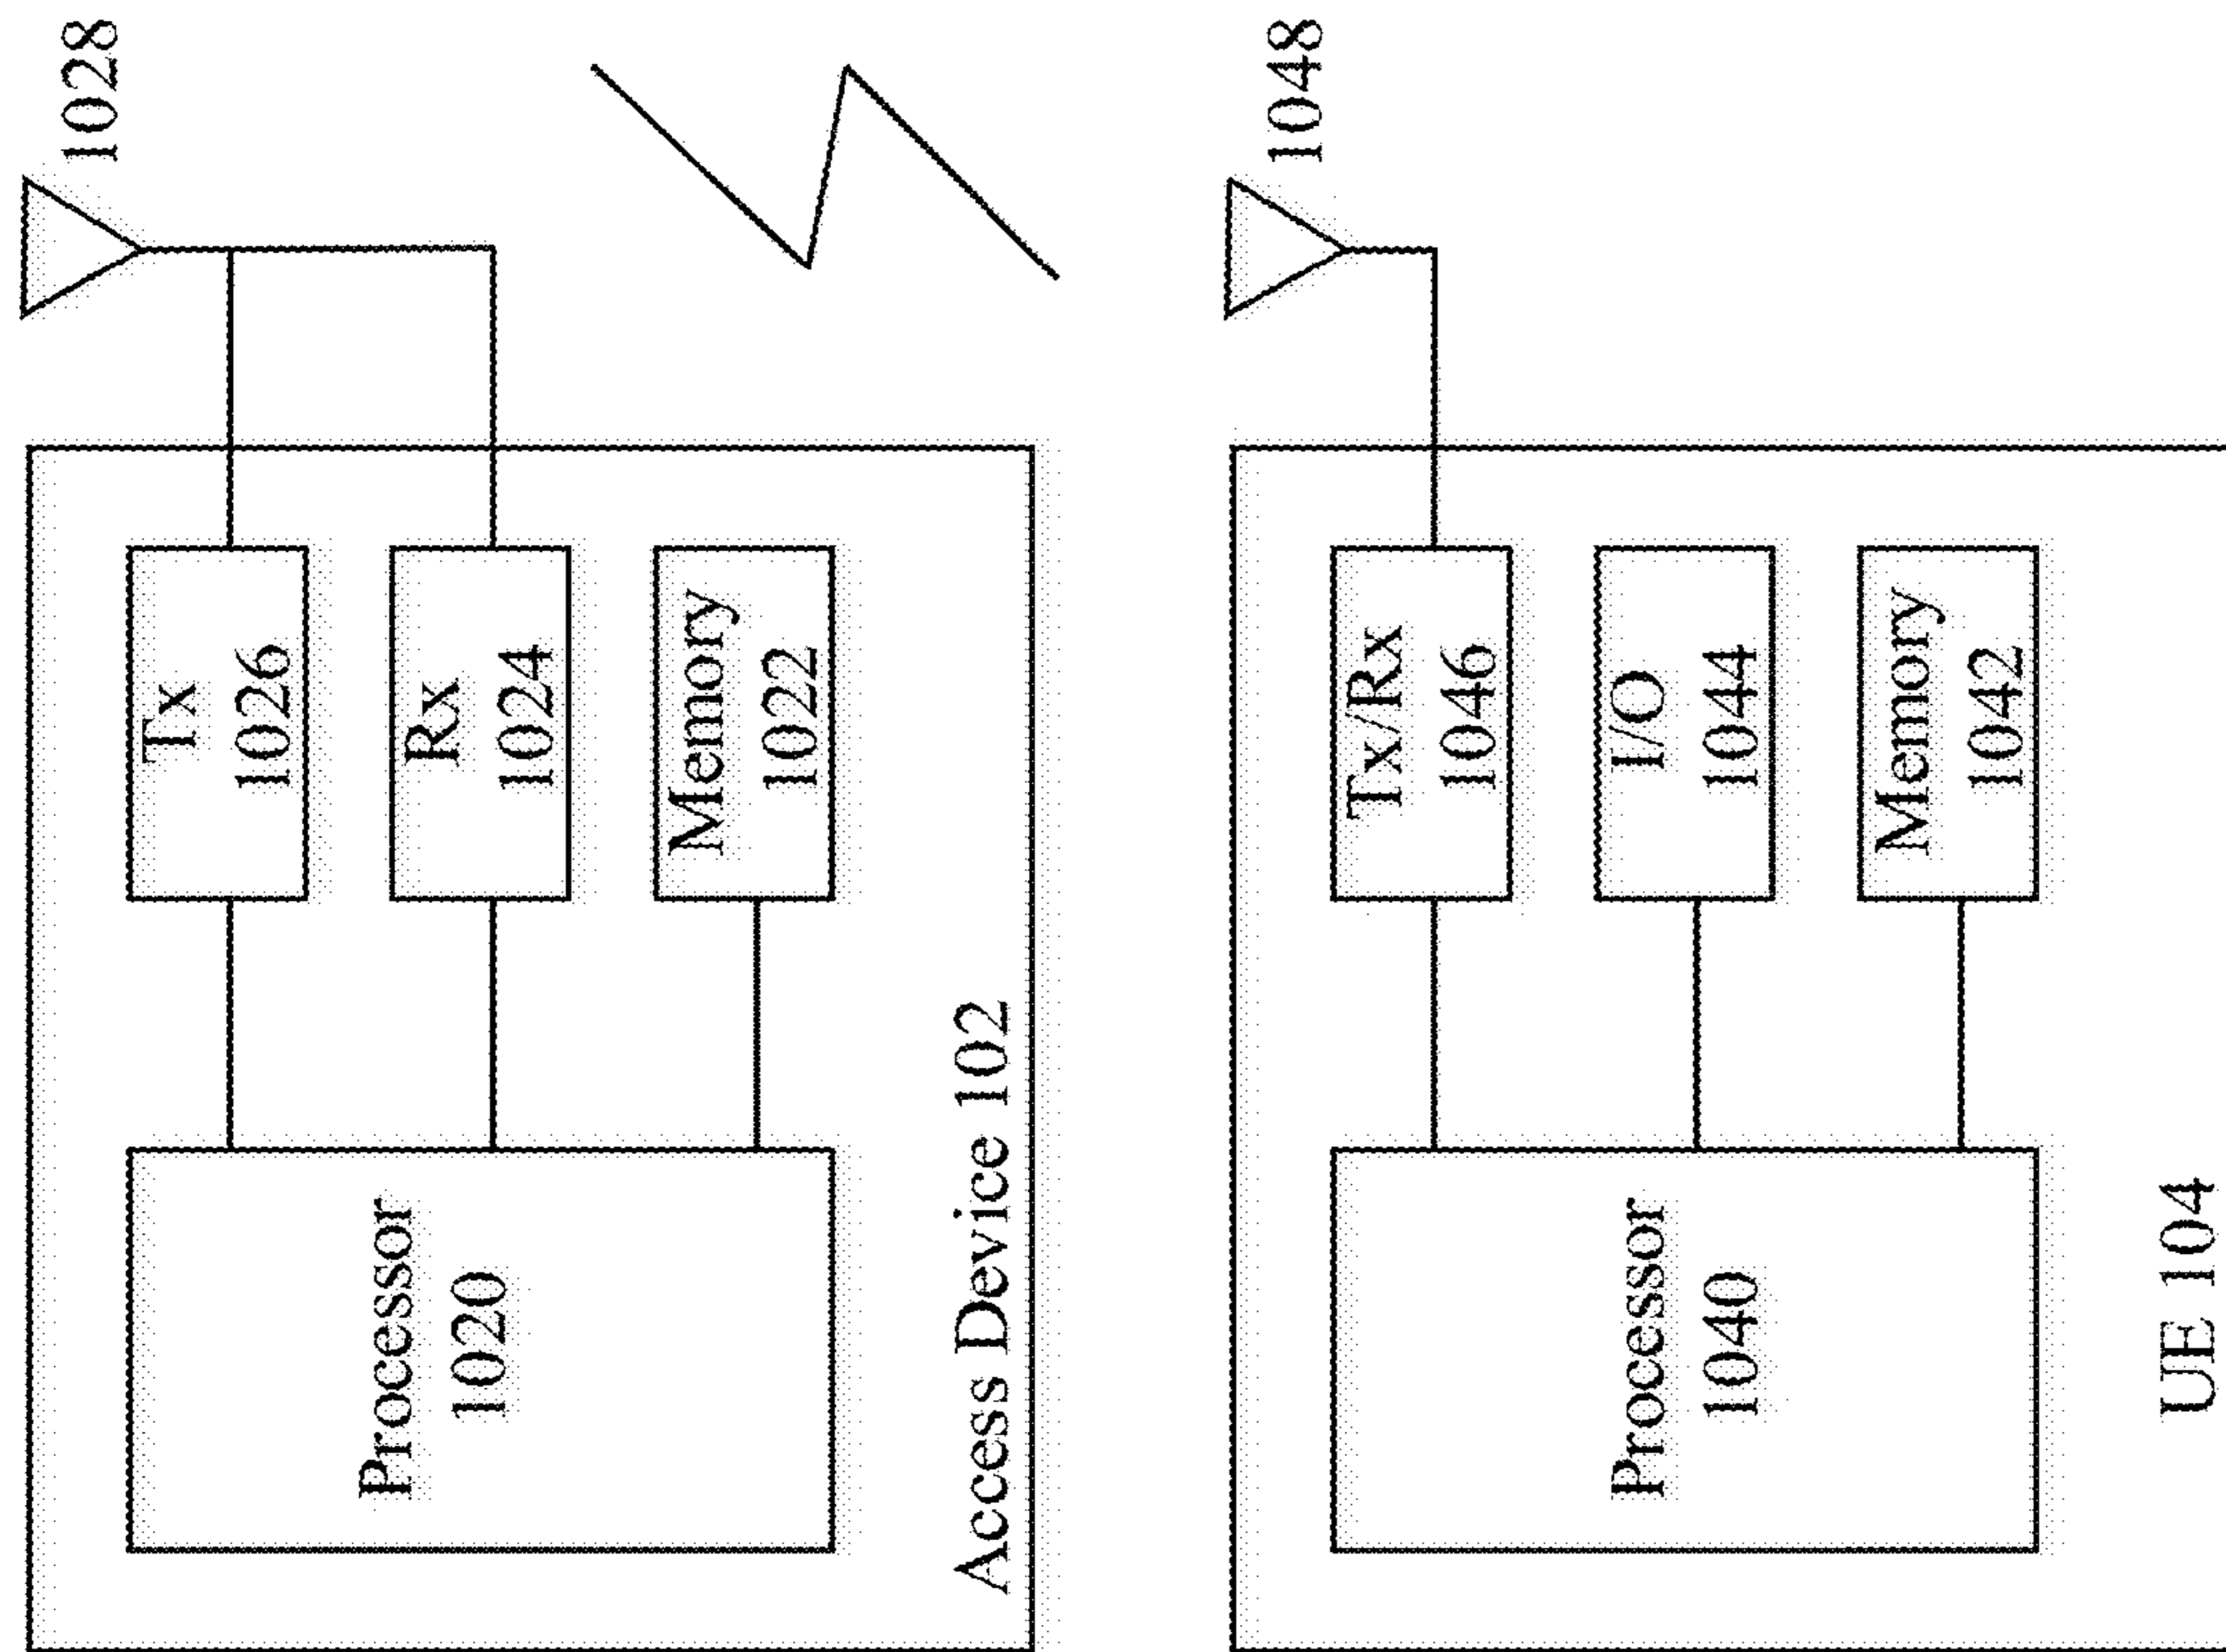 1028
Tx
1026
Rx
1024
Memory
1022
Processor
1020
Access Device 102
1048
Tx/Rx
1046
I/O
1044
Memory
1042
Processor
1040
UE 104